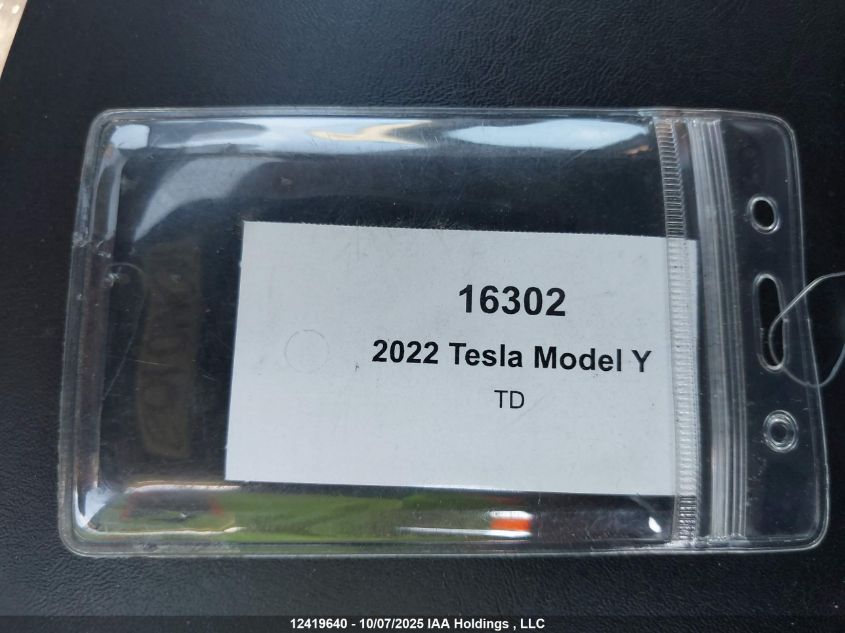 16302
2022 Tesla Model Y
TD
12419640 - 10/07/2025 IAA Holdings , LLC